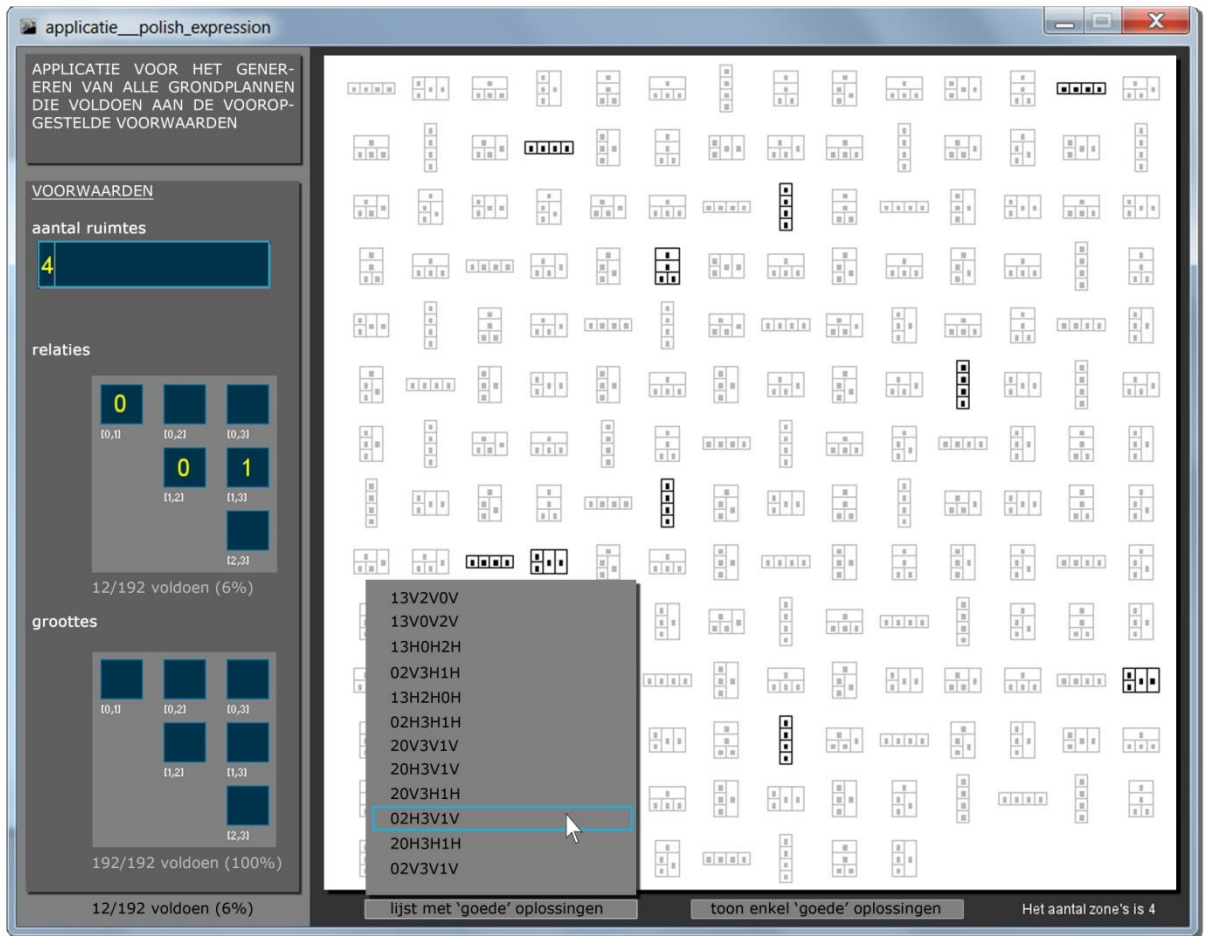 applicatie__polish_expression
APPLICATIE VOOR HET GENER-
EREN VAN ALLE GRONDPLANNEN
DIE VOLDOEN AAN DE VOOROP-
GESTELDE VOORWAARDEN
VOORWAARDEN
aantal ruimtes
4
relaties
0
[0,1] [0,2] [0,3]
0 1
[1,2] [1,3]
[2,3]
12/192 voldoen (6%)
groottes
[0,1] [0,2] [0,3]
[1,2] [1,3]
[2,3]
192/192 voldoen (100%)
12/192 voldoen (6%)
13V2V0V
13V0V2V
13H0H2H
02V3H1H
13H2H0H
02H3H1H
20V3V1V
20H3V1V
20V3H1H
02H3V1V
20H3H1H
02V3V1V
lijst met ‘goede’ oplossingen
toon enkel ‘goede’ oplossingen
Het aantal zone's is 4